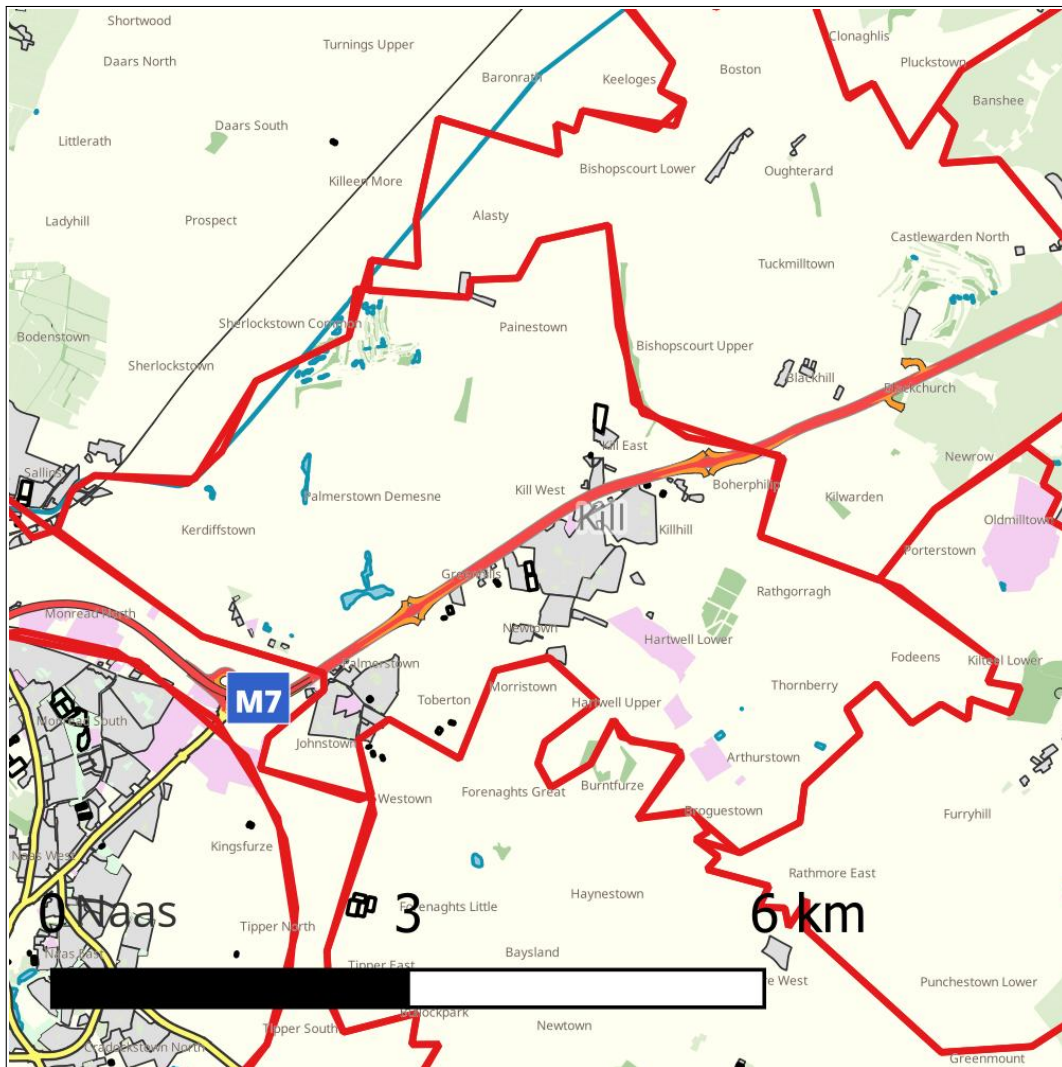 Shortwood
Clonaghlis
Turnings Upper
Daars North
Pluckstown
Boston
Baronrath
Keeloges
Banshee
Daars South
Littlerath
Bishopscourt Lower
Oughterard
Killeen More
Ladyhill
Prospect
Alasty
Castlewarden North
Tuckmilltown
Sherlockstown Common
Painestown
Bodenstown
Bishopscourt Upper
Sherlockstown
Blackhill
Blackchurch
Kill East
Newrow
Sallins
Boherphilip
Kill West
Palmerstown Demesne
Kilwarden
Kill
Oldmilltown
Kerdiffstown
Killhill
Porterstown
Greenhills
Rathgorragh
Monread North
Newtown
Hartwell Lower
Fodeens
Kilteel Lower
Palmerstown
Morristown
Thornberry
M7
Toberton
Hartwell Upper
Monread South
Johnstown
Arthurstown
Burntfurze
Forenaghts Great
Westown
Broguestown
Furryhill
Kingsfurze
Naas West
Rathmore East
Haynestown
Forenaghts Little
0
Naas
3
6 km
Tipper North
Naas East
Baysland
Tipper East
Punchestown Lower
re West
Tipper South
Newtown
Craddockstown North
Greenmount